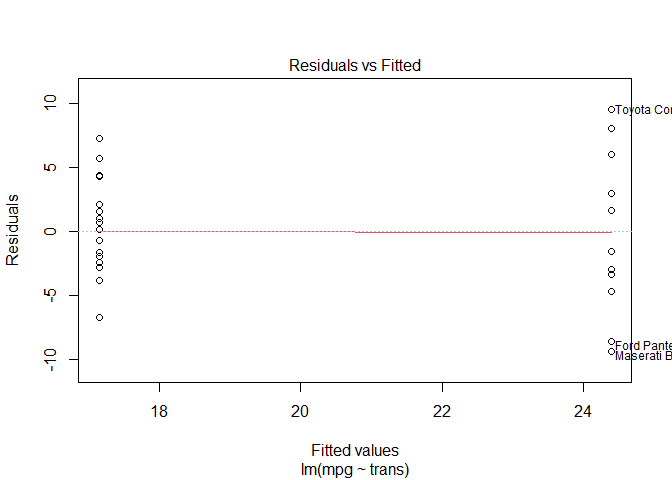 Residuals vs Fitted
10
5
0
-5
-10
Residuals
Toyota Cor
Ford Pante
Maserati B
18
20
22
24
Fitted values
lm(mpg ~ trans)